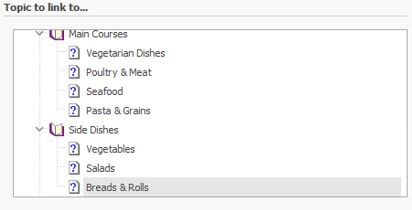 Topic to link to...
Main Courses
Vegetarian Dishes
Poultry & Meat
Seafood
Pasta & Grains
Side Dishes
Vegetables
Salads
Breads & Rolls